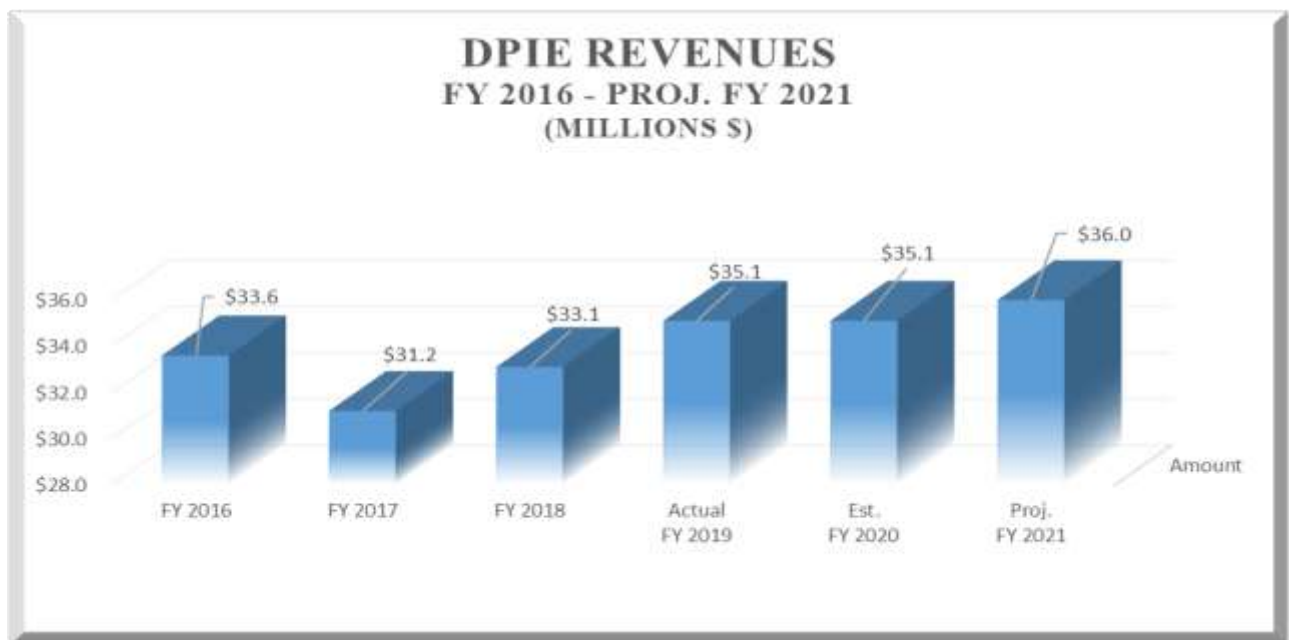 DPIE REVENUES
FY 2016 - PROJ. FY 2021
(MILLIONS $)
$36.0
$34.0
$32.0
$30.0
$28.0
$33.6
$31.2
$33.1
$35.1
$35.1
$36.0
FY 2016
FY 2017
FY 2018
Actual
FY 2019
Est.
FY 2020
Proj.
FY 2021
Amount